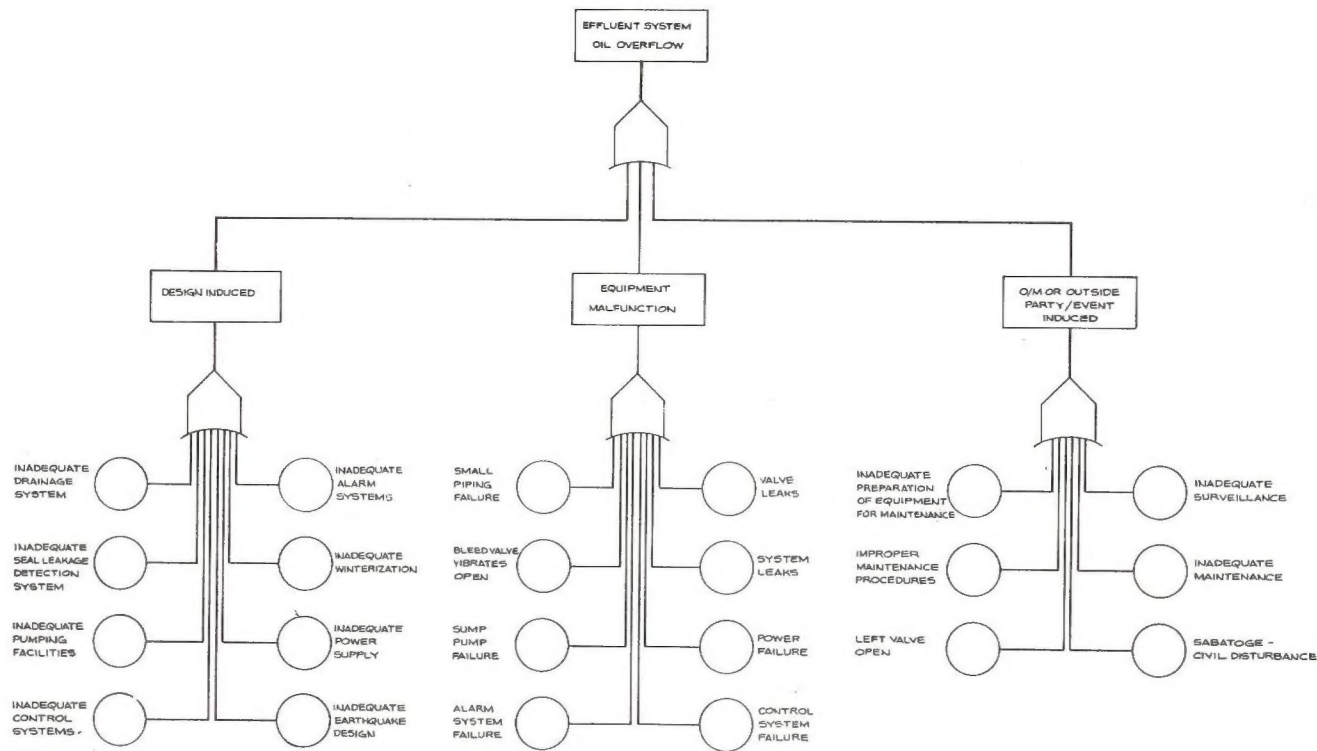 EFFLUENT SYSTEM
OIL OVERFLOW
DESIGN INDUCED
EQUIPMENT
MALFUNCTION
O/M OR OUTSIDE
PARTY/EVENT
INDUCED
INADEQUATE
DRAINAGE
SYSTEM
INADEQUATE
ALARM
SYSTEMS
INADEQUATE
SEAL LEAKAGE
DETECTION
SYSTEM
INADEQUATE
WINTERIZATION
INADEQUATE
PUMPING
FACILITIES
INADEQUATE
POWER
SUPPLY
INADEQUATE
CONTROL
SYSTEMS.
INADEQUATE
EARTHQUAKE
DESIGN
SMALL
PIPING
FAILURE
VALVE
LEAKS
BLEED VALVE
VIBRATES
OPEN
SYSTEM
LEAKS
SUMP
PUMP
FAILURE
POWER
FAILURE
ALARM
SYSTEM
FAILURE
CONTROL
SYSTEM
FAILURE
INADEQUATE
PREPARATION
OF EQUIPMENT
FOR MAINTENANCE
INADEQUATE
SURVEILLANCE
IMPROPER
MAINTENANCE
PROCEDURES
INADEQUATE
MAINTENANCE
LEFT VALVE
OPEN
SABATOGE -
CIVIL DISTURBANCE